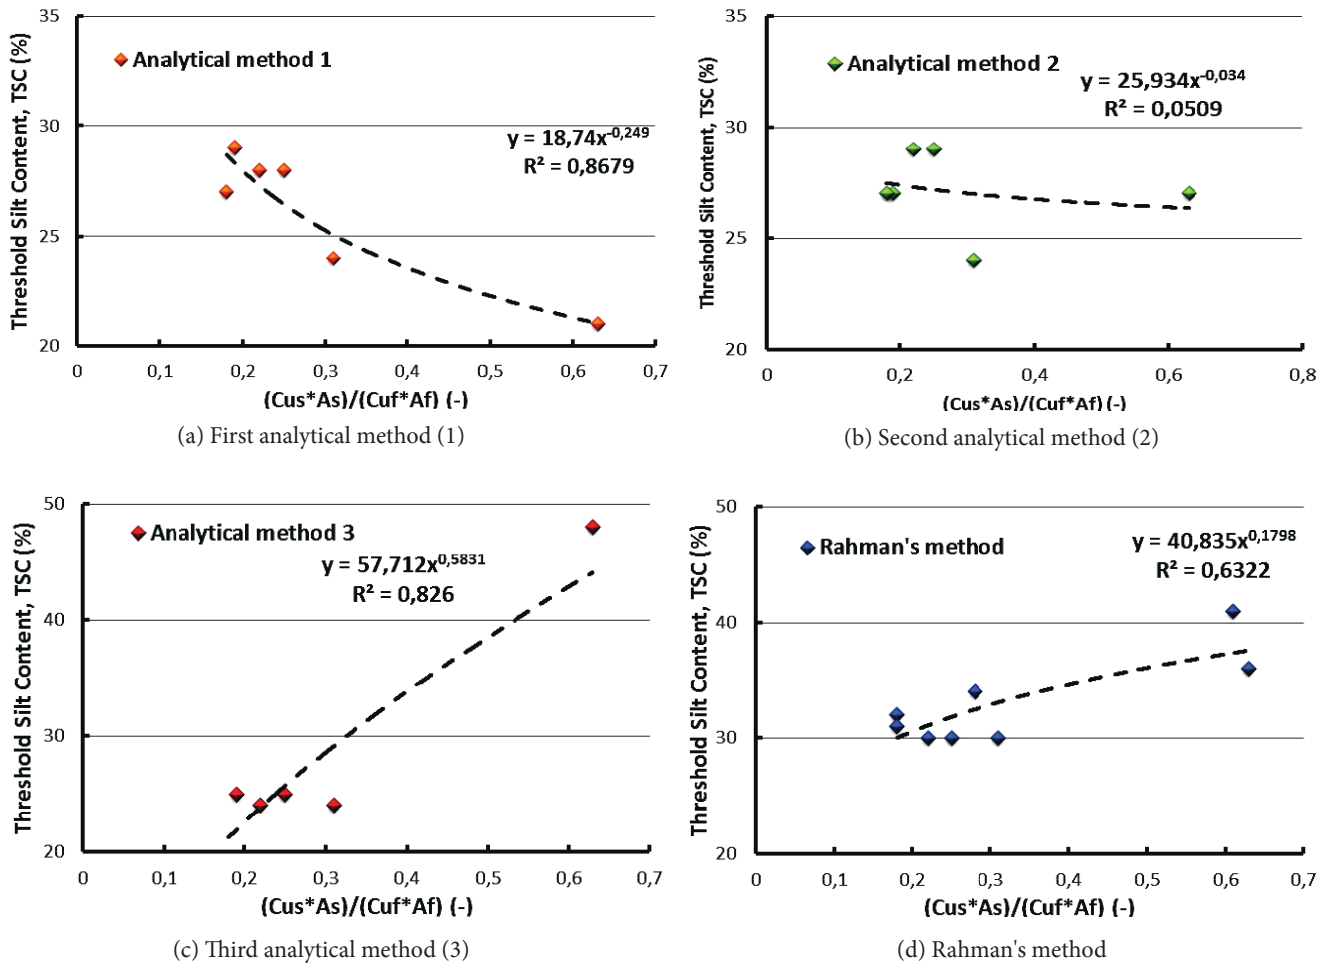 35
30
25
20
Threshold Silt Content, TSC (%)
Analytical method 1
y = 18,74x^-0,249
R² = 0,8679
0 0,1 0,2 0,3 0,4 0,5 0,6 0,7
(Cus*As)/(Cuf*Af) (-)
(a) First analytical method (1)
35
30
25
20
Threshold Silt Content, TSC (%)
Analytical method 2
y = 25,934x^-0,034
R² = 0,0509
0 0,2 0,4 0,6 0,8
(Cus*As)/(Cuf*Af) (-)
(b) Second analytical method (2)
50
40
30
20
Threshold Silt Content, TSC (%)
Analytical method 3
y = 57,712x^0,5831
R² = 0,826
0 0,1 0,2 0,3 0,4 0,5 0,6 0,7
(Cus*As)/(Cuf*Af) (-)
(c) Third analytical method (3)
50
40
30
20
Threshold Silt Content, TSC (%)
Rahman's method
y = 40,835x^0,1798
R² = 0,6322
0 0,1 0,2 0,3 0,4 0,5 0,6 0,7
(Cus*As)/(Cuf*Af) (-)
(d) Rahman's method